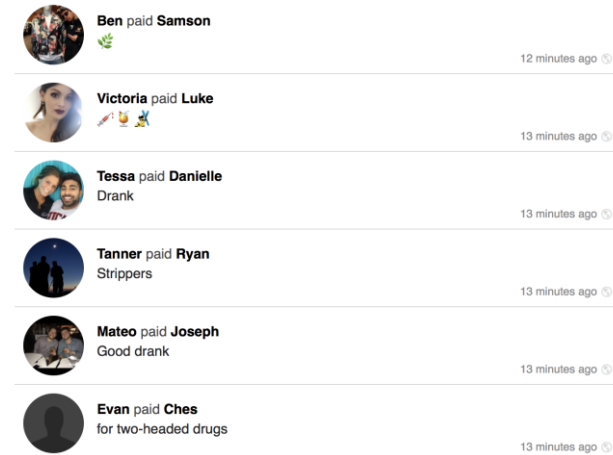 Ben paid Samson
🌿
12 minutes ago
Victoria paid Luke
💉🍹🤾
13 minutes ago
Tessa paid Danielle
Drank
13 minutes ago
Tanner paid Ryan
Strippers
13 minutes ago
Mateo paid Joseph
Good drank
13 minutes ago
Evan paid Ches
for two-headed drugs
13 minutes ago